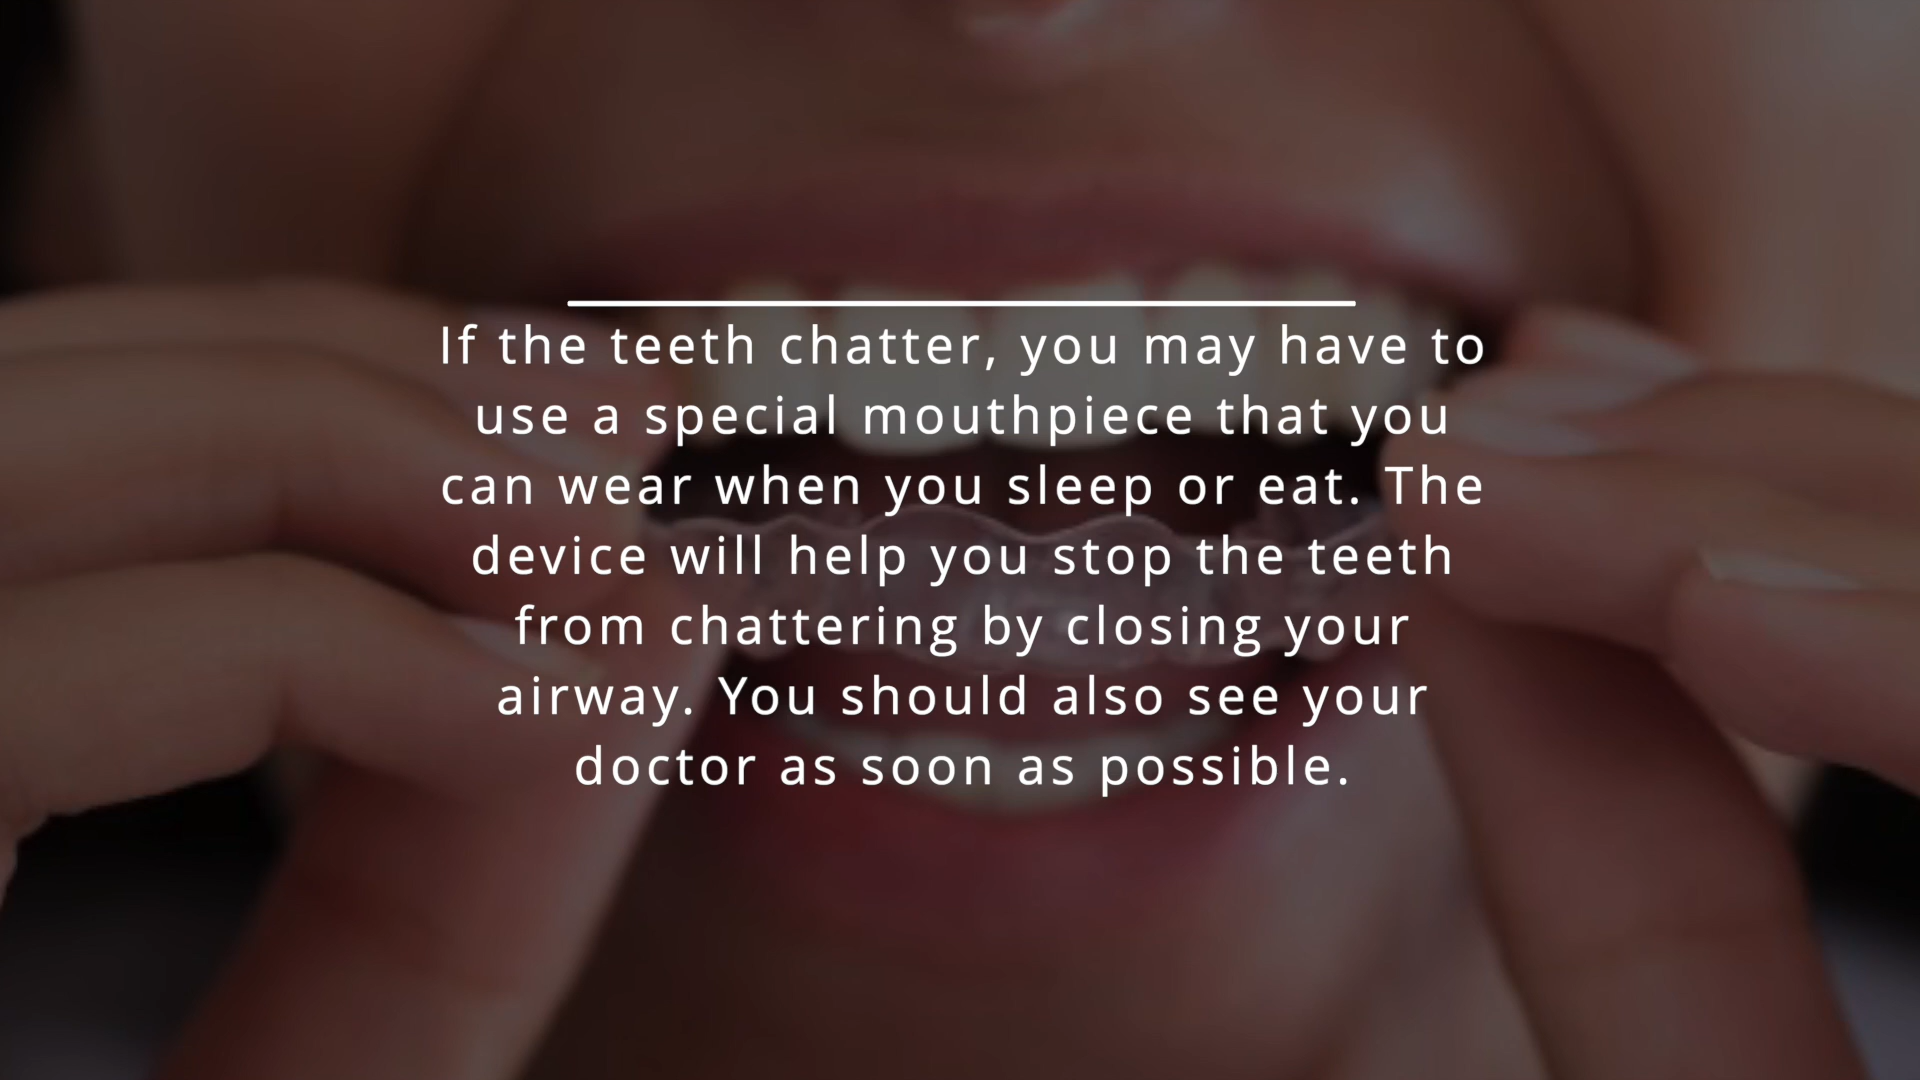 If the teeth chatter, you may have to
use a special mouthpiece that you
can wear when you sleep or eat. The
device will help you stop the teeth
from chattering by closing your
airway. You should also see your
doctor as soon as possible.